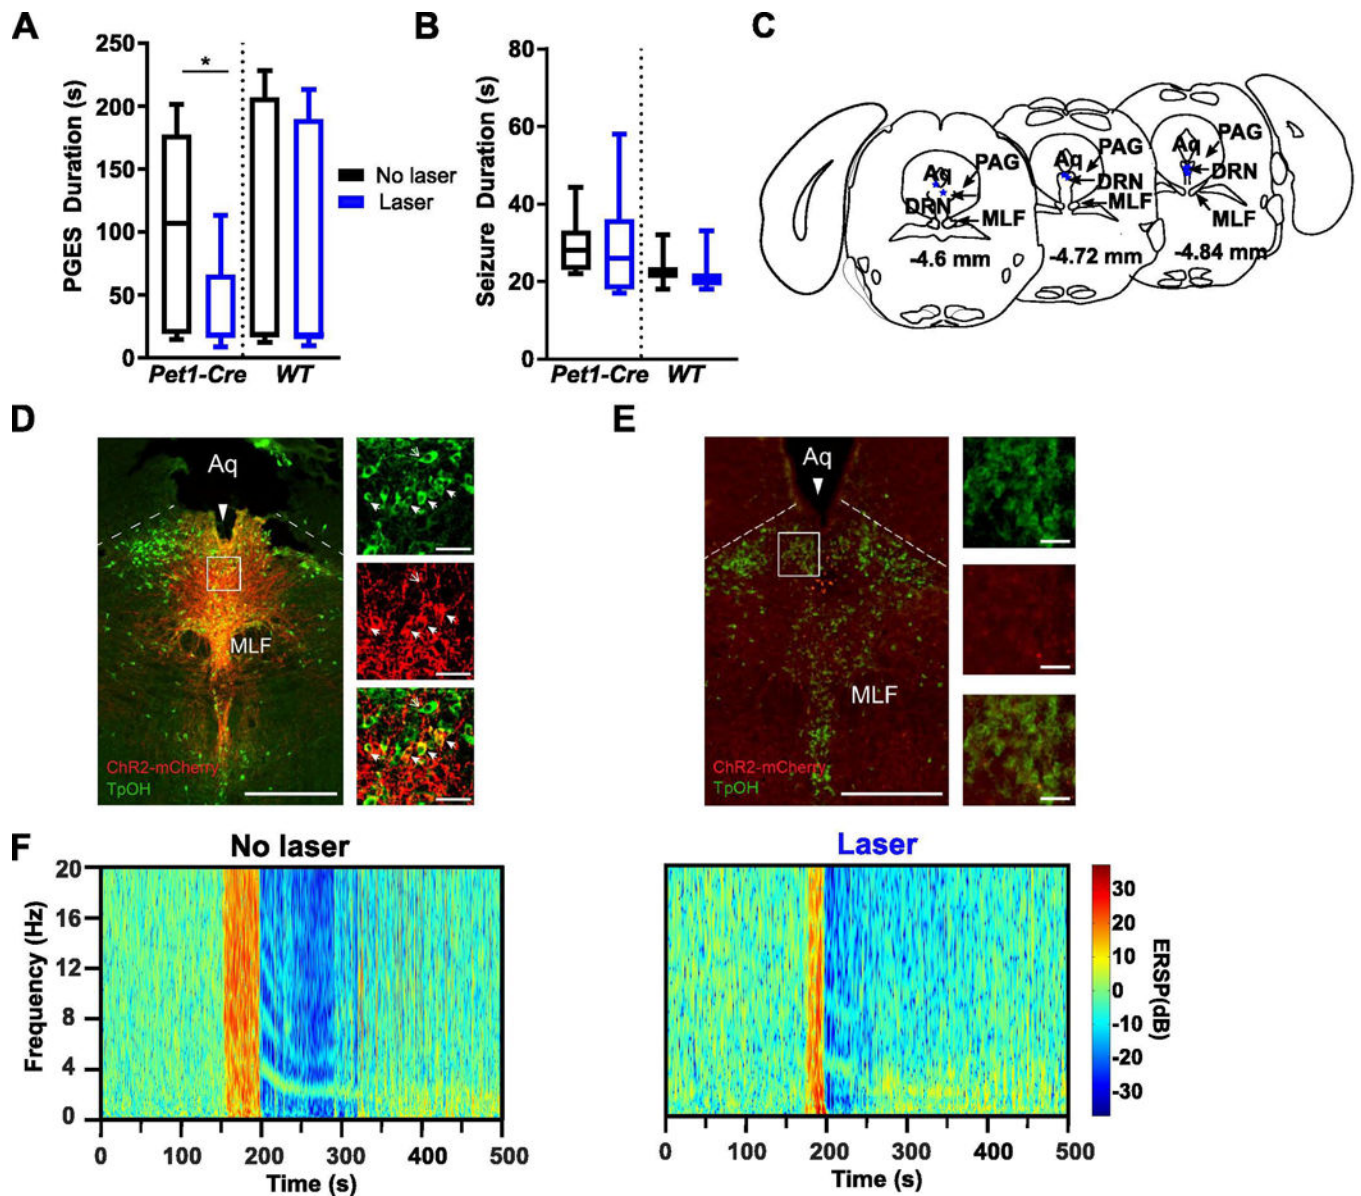 A
PGES Duration (s)
250
200
150
100
50
0
*
Pet1-Cre WT
No laser
Laser
B
Seizure Duration (s)
80
60
40
20
0
Pet1-Cre WT
C
Aq
PAG
DRN
MLF
-4.6 mm
Aq
PAG
DRN
MLF
-4.72 mm
Aq
PAG
DRN
MLF
-4.84 mm
D
Aq
MLF
ChR2-mCherry
TpOH
E
Aq
MLF
ChR2-mCherry
TpOH
F
No laser
Frequency (Hz)
20
16
12
8
4
0
0 100 200 300 400 500
Time (s)
Laser
0 100 200 300 400 500
Time (s)
30
20
10
0
-10
-20
-30
ERSP(dB)